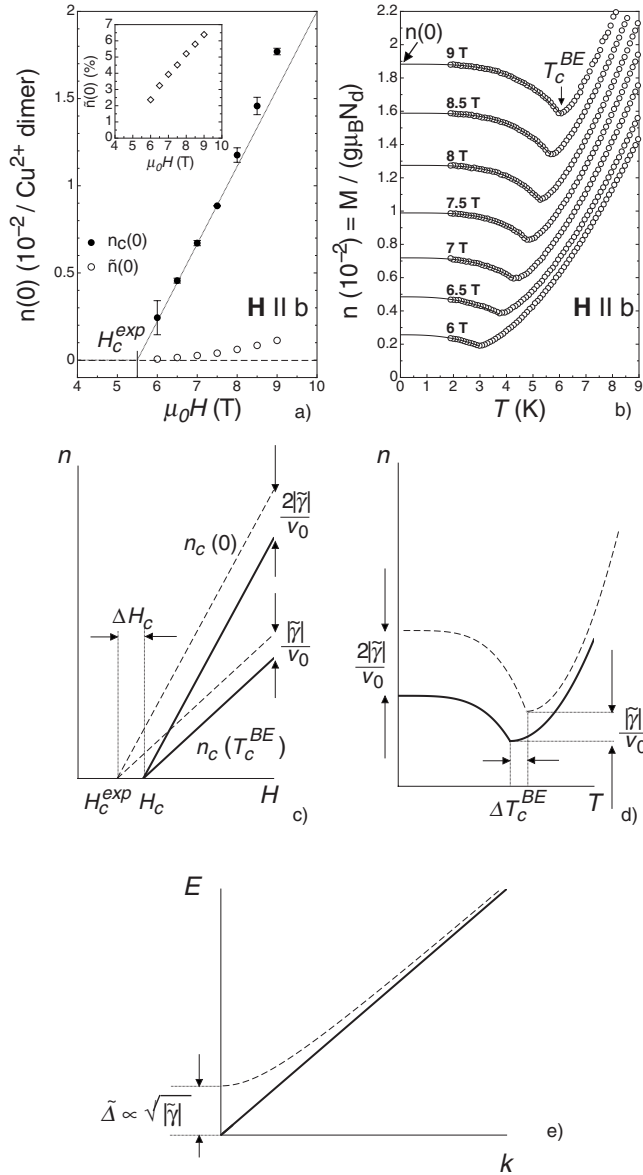 n(0) (10⁻² / Cu²⁺ dimer)
2
1.5
1
0.5
0
4 5 6 7 8 9 10
μ₀H (T)
a)
ñ(0) (%)
7
6
5
4
3
2
1
0
4 5 6 7 8 9 10
μ₀H (T)
n_C(0)
ñ(0)
H_c^exp
H II b
n (10⁻²) = M / (gμ_B N_d)
2.2
2
1.8
1.6
1.4
1.2
1
0.8
0.6
0.4
0.2
0
n(0)
9 T
T_c^BE
8.5 T
8 T
7.5 T
7 T
6.5 T
6 T
H II b
0 1 2 3 4 5 6 7 8 9
T (K)
b)
n
n_c (0)
2|γ̃|/v₀
ΔH_c
|γ̃|/v₀
n_c (T_c^BE)
H_c^exp H_c H
c)
n
2|γ̃|/v₀
|γ̃|/v₀
ΔT_c^BE
T
d)
E
Δ̃ ∝ √|γ̃|
k
e)